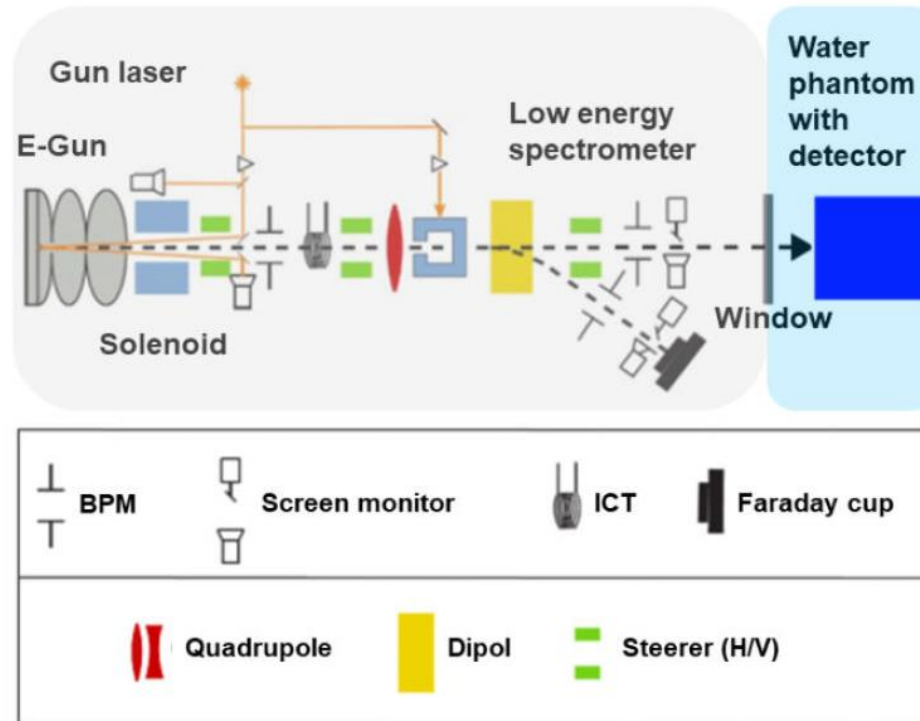 Gun laser
E-Gun
Low energy
spectrometer
Water
phantom
with
detector
Solenoid
Window
BPM
Screen monitor
ICT
Faraday cup
Quadrupole
Dipol
Steerer (H/V)